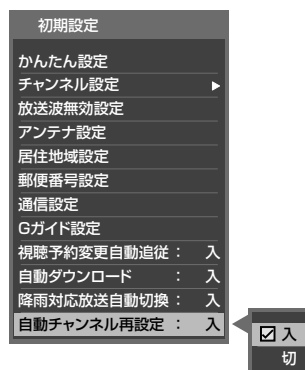 初期設定
かんたん設定
チャンネル設定
放送波無効設定
アンテナ設定
居住地域設定
郵便番号設定
通信設定
Gガイド設定
視聴予約変更自動追従： 入
自動ダウンロード ： 入
降雨対応放送自動切換： 入
自動チャンネル再設定 ： 入
入
切